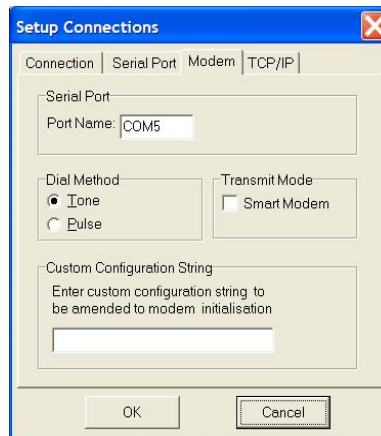 Setup Connections
Connection Serial Port Modem TCP/IP
Serial Port
Port Name: COM5
Dial Method Transmit Mode
Tone Smart Modem
Pulse
Custom Configuration String
Enter custom configuration string to
be amended to modem initialisation
OK Cancel